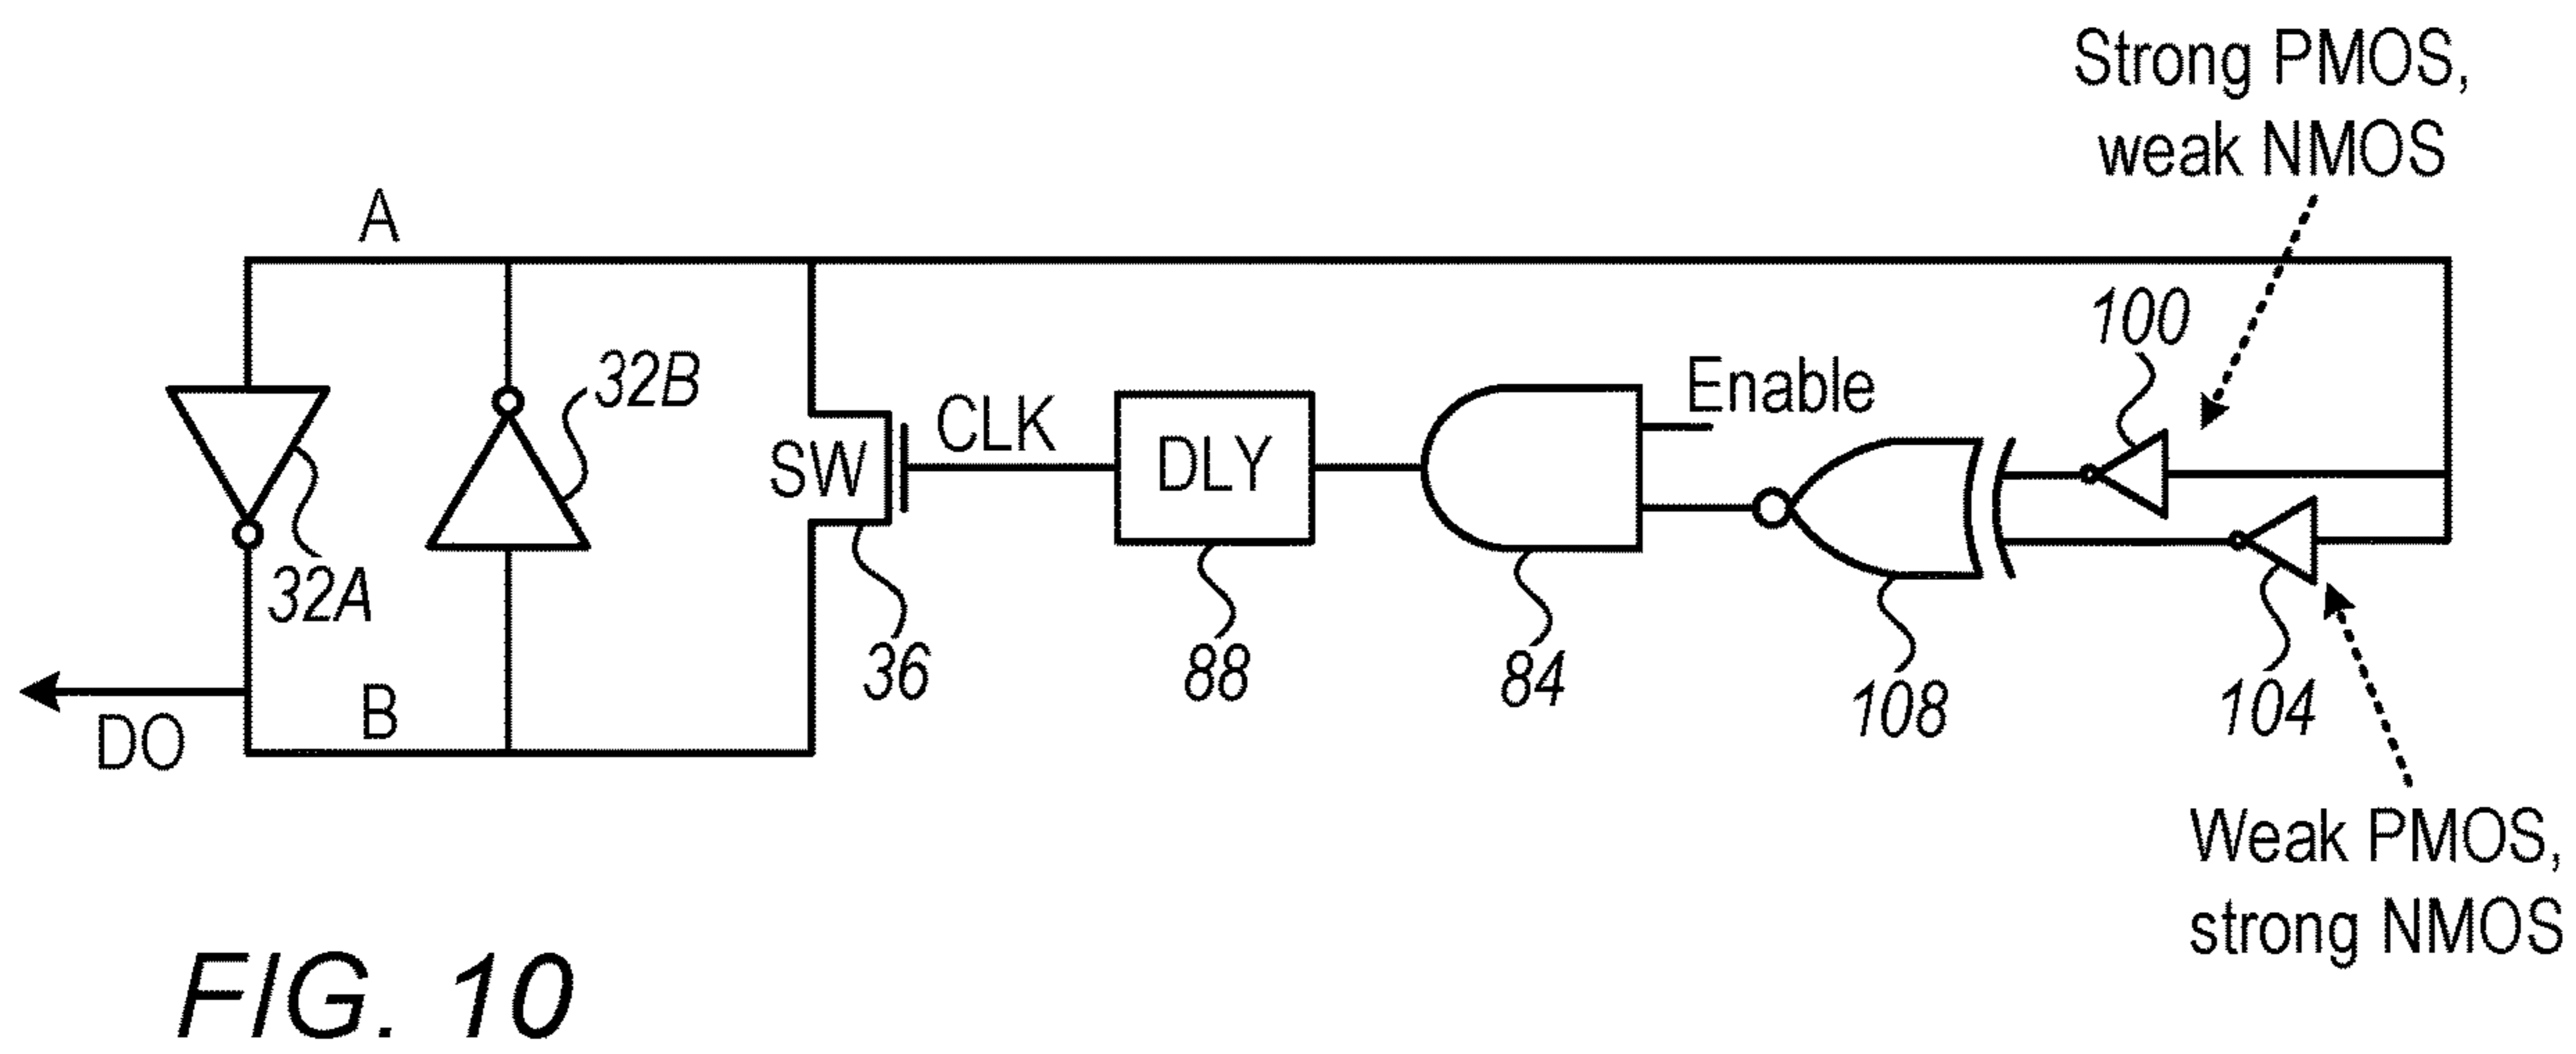 Strong PMOS,
weak NMOS
A
100
32B
Enable
CLK
SW
DLY
32A
36
88
84
108
104
B
DO
Weak PMOS,
strong NMOS
FIG. 10